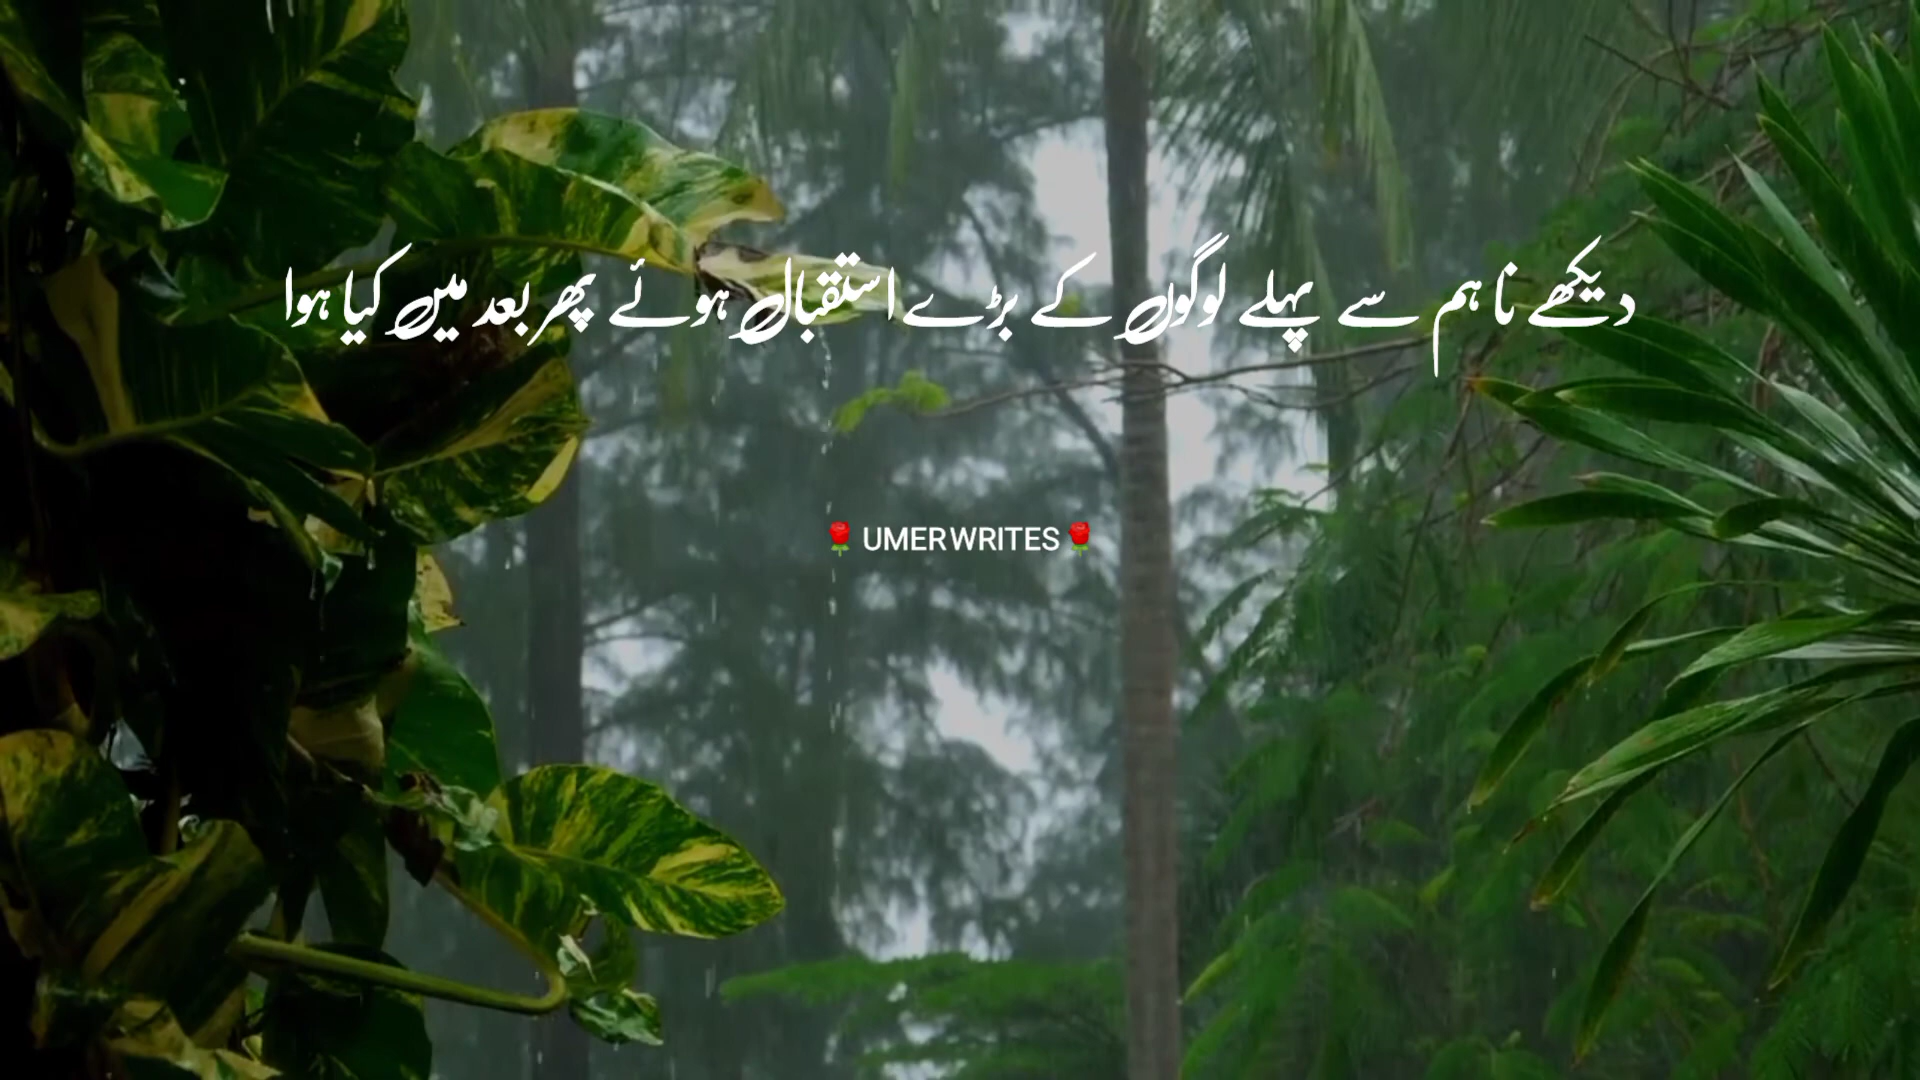 دیکھے نا ہم سے پہلے لوگوں کے بڑے استقبال ہوئے پھر بعد میں کیا ہوا
🌹UMERWRITES🌹